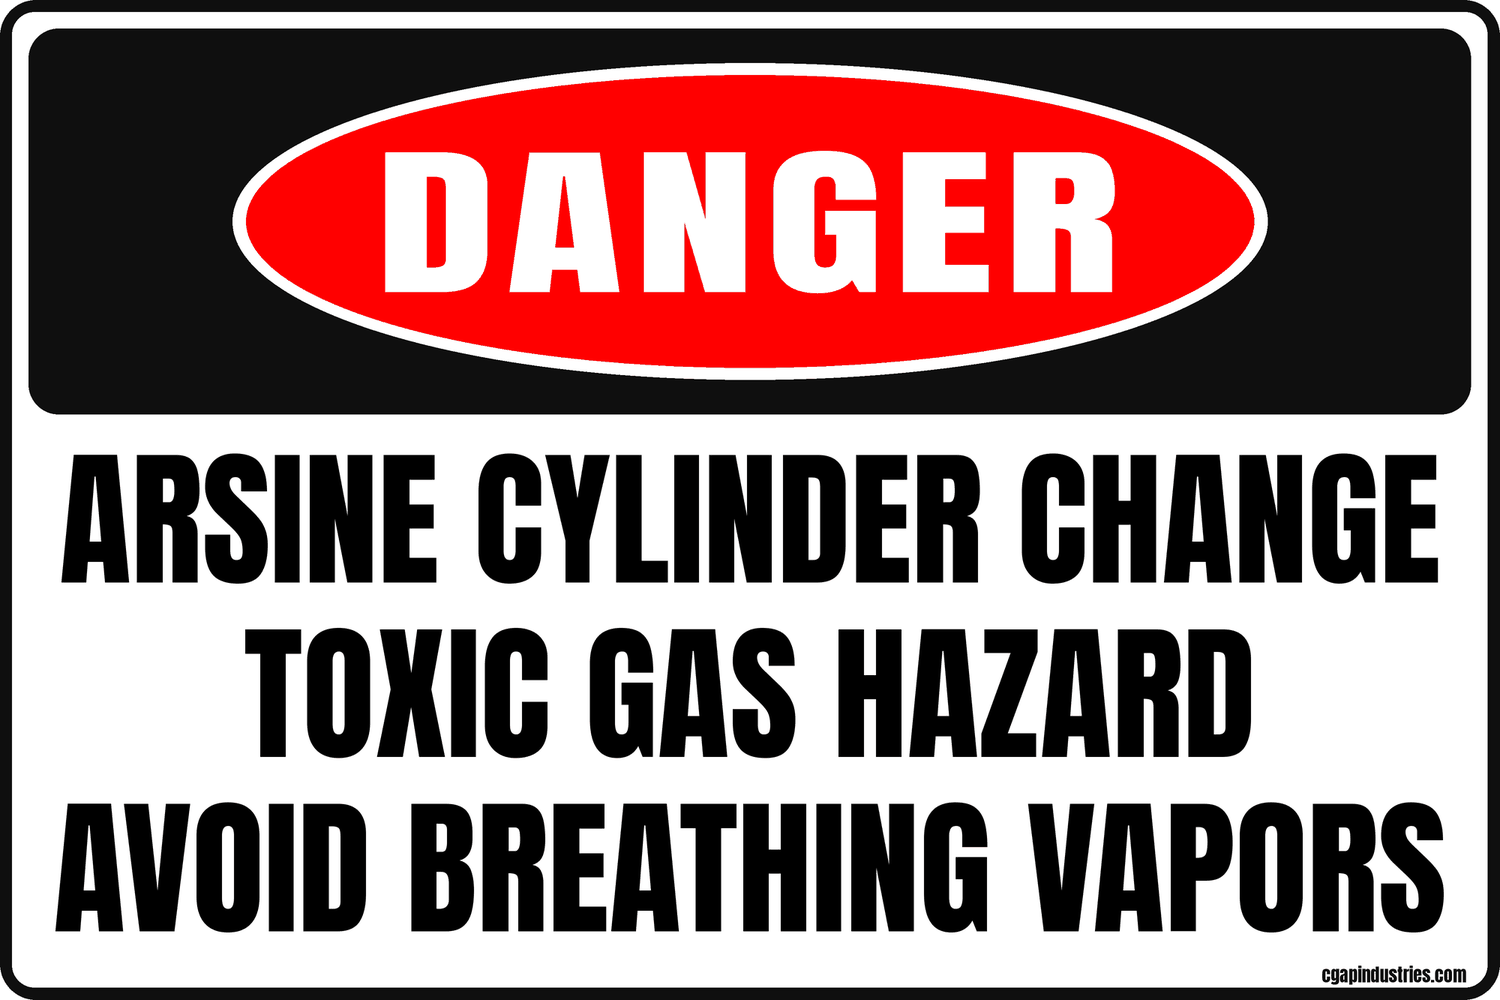 DANGER
ARSINE CYLINDER CHANGE
TOXIC GAS HAZARD
AVOID BREATHING VAPORS
cgapindustries.com